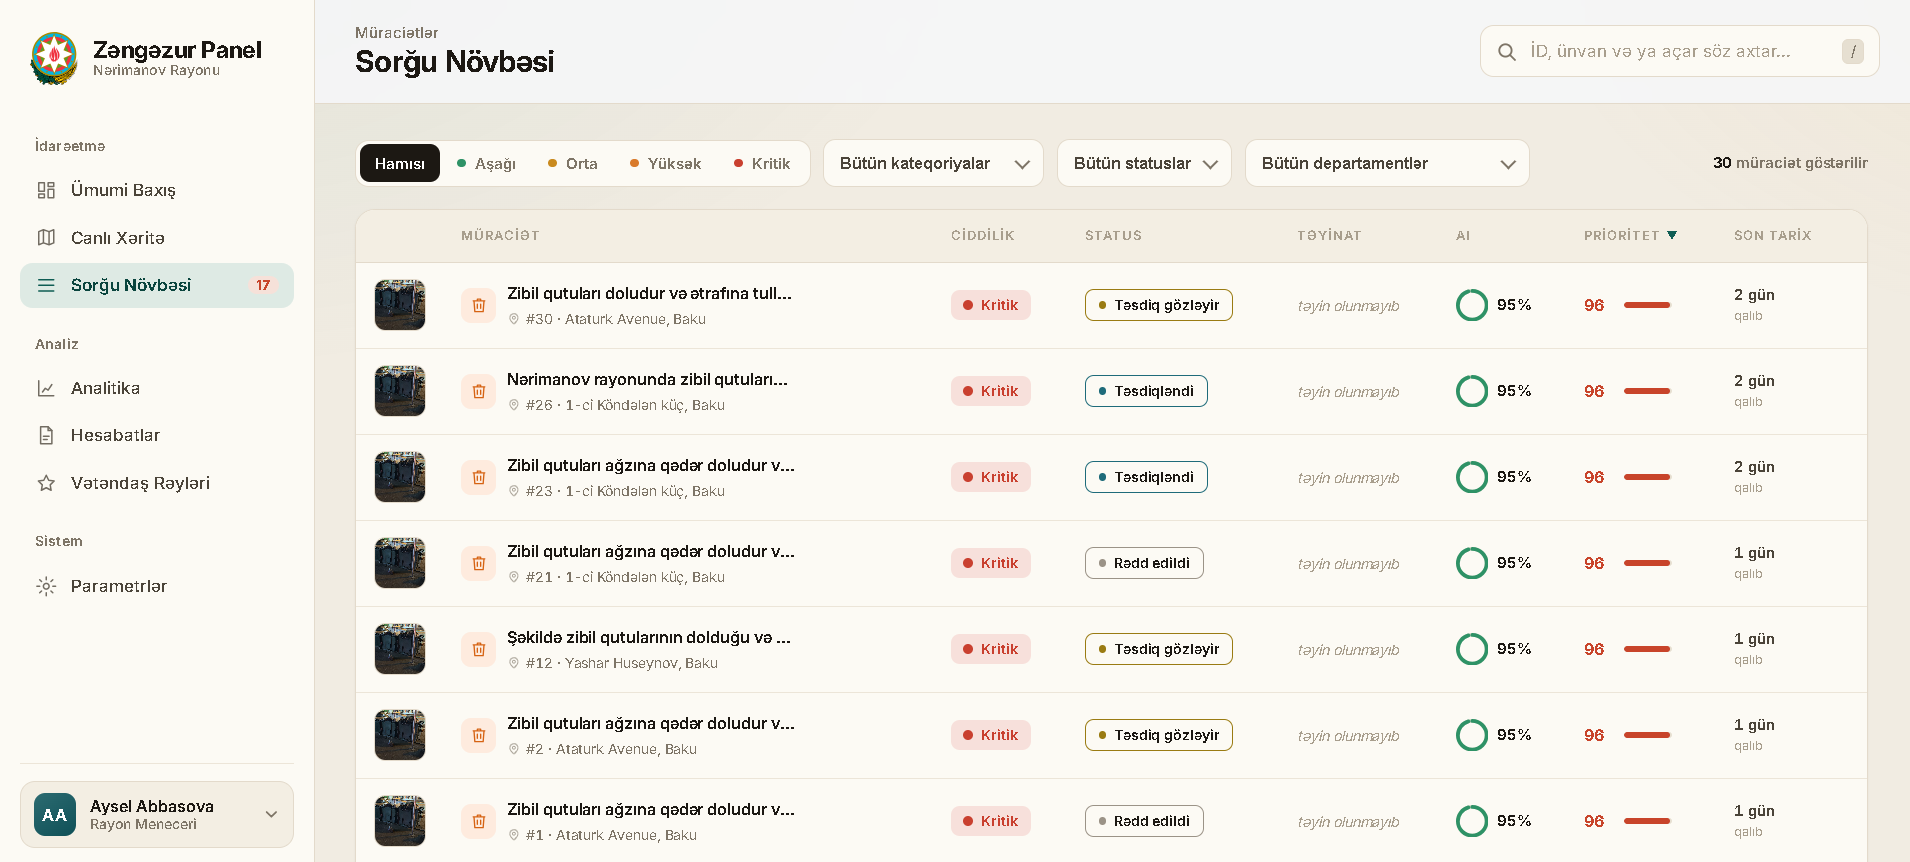 Zəngəzur Panel
Nərimanov Rayonu
İdarəetmə
Ümumi Baxış
Canlı Xəritə
Sorğu Növbəsi 17
Analiz
Analitika
Hesabatlar
Vətəndaş Rəyləri
Sistem
Parametrlər
AA Aysel Abbasova
Rayon Meneceri
Müraciətlər
Sorğu Növbəsi
İD, ünvan və ya açar söz axtar... /
Hamısı Aşağı Orta Yüksək Kritik Bütün kateqoriyalar Bütün statuslar Bütün departamentlər 30 müraciət göstərilir
MÜRACİƏT CİDDİLİK STATUS TƏYİNAT AI PRİORİTET ▼ SON TARİX
Zibil qutuları doludur və ətrafına tull...
#30 · Ataturk Avenue, Baku
Kritik Təsdiq gözləyir təyin olunmayıb 95% 96 2 gün
qalıb
Nərimanov rayonunda zibil qutuları...
#26 · 1-ci Köndələn küç, Baku
Kritik Təsdiqləndi təyin olunmayıb 95% 96 2 gün
qalıb
Zibil qutuları ağzına qədər doludur v...
#23 · 1-ci Köndələn küç, Baku
Kritik Təsdiqləndi təyin olunmayıb 95% 96 2 gün
qalıb
Zibil qutuları ağzına qədər doludur v...
#21 · 1-ci Köndələn küç, Baku
Kritik Rədd edildi təyin olunmayıb 95% 96 1 gün
qalıb
Şəkildə zibil qutularının dolduğu və ...
#12 · Yashar Huseynov, Baku
Kritik Təsdiq gözləyir təyin olunmayıb 95% 96 1 gün
qalıb
Zibil qutuları ağzına qədər doludur v...
#2 · Ataturk Avenue, Baku
Kritik Təsdiq gözləyir təyin olunmayıb 95% 96 1 gün
qalıb
Zibil qutuları ağzına qədər doludur v...
#1 · Ataturk Avenue, Baku
Kritik Rədd edildi təyin olunmayıb 95% 96 1 gün
qalıb